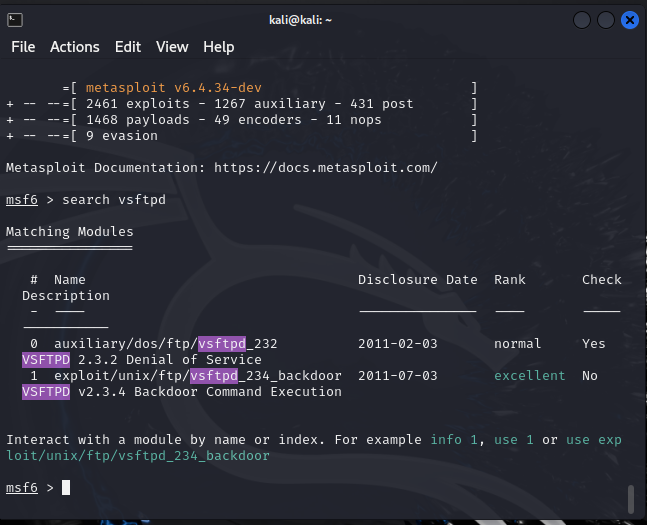 kali@kali: ~
File Actions Edit View Help
=[ metasploit v6.4.34-dev ]
+ -- --=[ 2461 exploits - 1267 auxiliary - 431 post ]
+ -- --=[ 1468 payloads - 49 encoders - 11 nops ]
+ -- --=[ 9 evasion ]
Metasploit Documentation: https://docs.metasploit.com/
msf6 > search vsftpd
Matching Modules
================
# Name Disclosure Date Rank Check
Description
- ---- --------------- ---- -----
-----------
0 auxiliary/dos/ftp/vsftpd_232 2011-02-03 normal Yes
VSFTPD 2.3.2 Denial of Service
1 exploit/unix/ftp/vsftpd_234_backdoor 2011-07-03 excellent No
VSFTPD v2.3.4 Backdoor Command Execution
Interact with a module by name or index. For example info 1, use 1 or use exp
loit/unix/ftp/vsftpd_234_backdoor
msf6 >